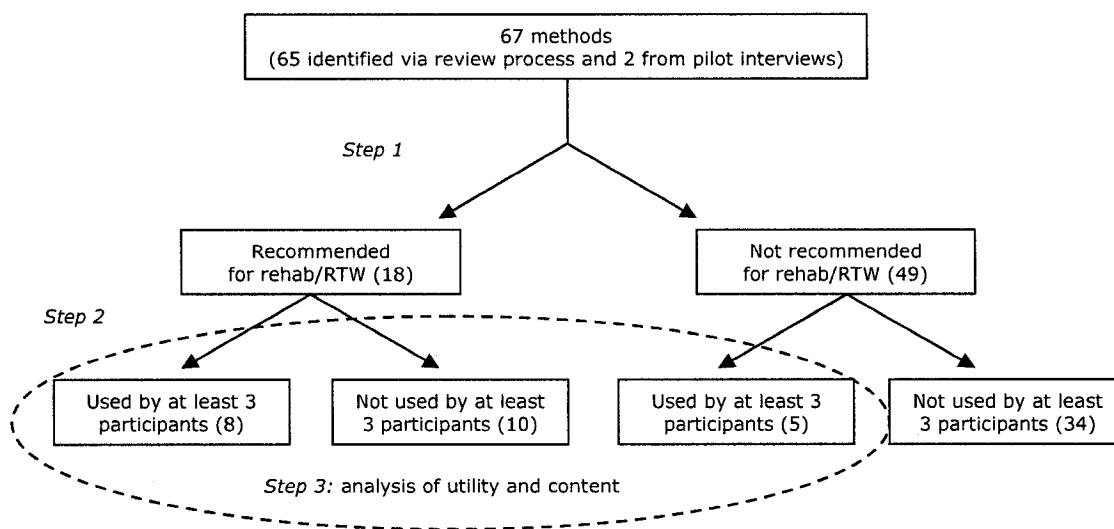 67 methods
(65 identified via review process and 2 from pilot interviews)
Step 1
Recommended
for rehab/RTW (18)
Not recommended
for rehab/RTW (49)
Step 2
Used by at least 3
participants (8)
Not used by at least
3 participants (10)
Used by at least 3
participants (5)
Not used by at least
3 participants (34)
Step 3: analysis of utility and content